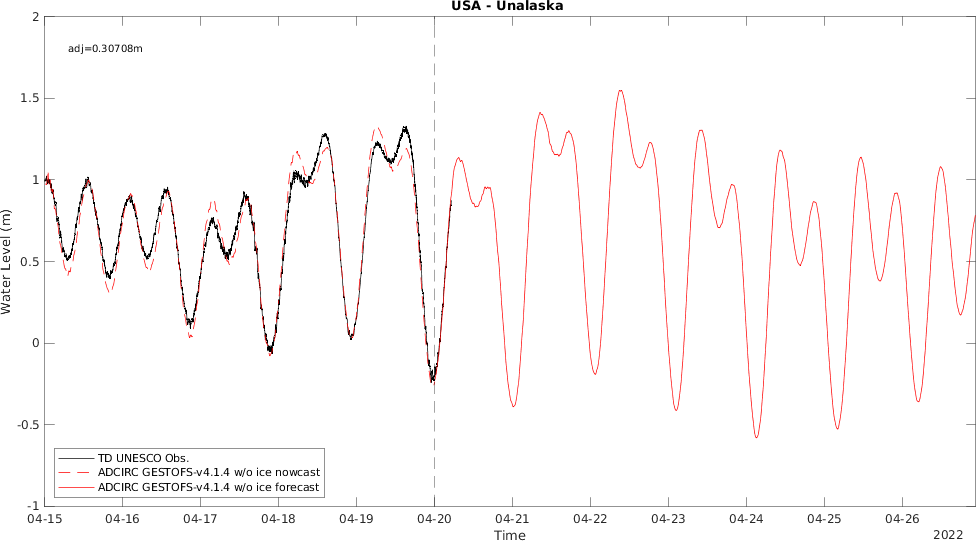 USA - Unalaska
2
adj=0.30708m
1.5
1
0.5
0
-0.5
-1
Water Level (m)
TD UNESCO Obs.
ADCIRC GESTOFS-v4.1.4 w/o ice nowcast
ADCIRC GESTOFS-v4.1.4 w/o ice forecast
04-15 04-16 04-17 04-18 04-19 04-20 04-21 04-22 04-23 04-24 04-25 04-26
Time
2022